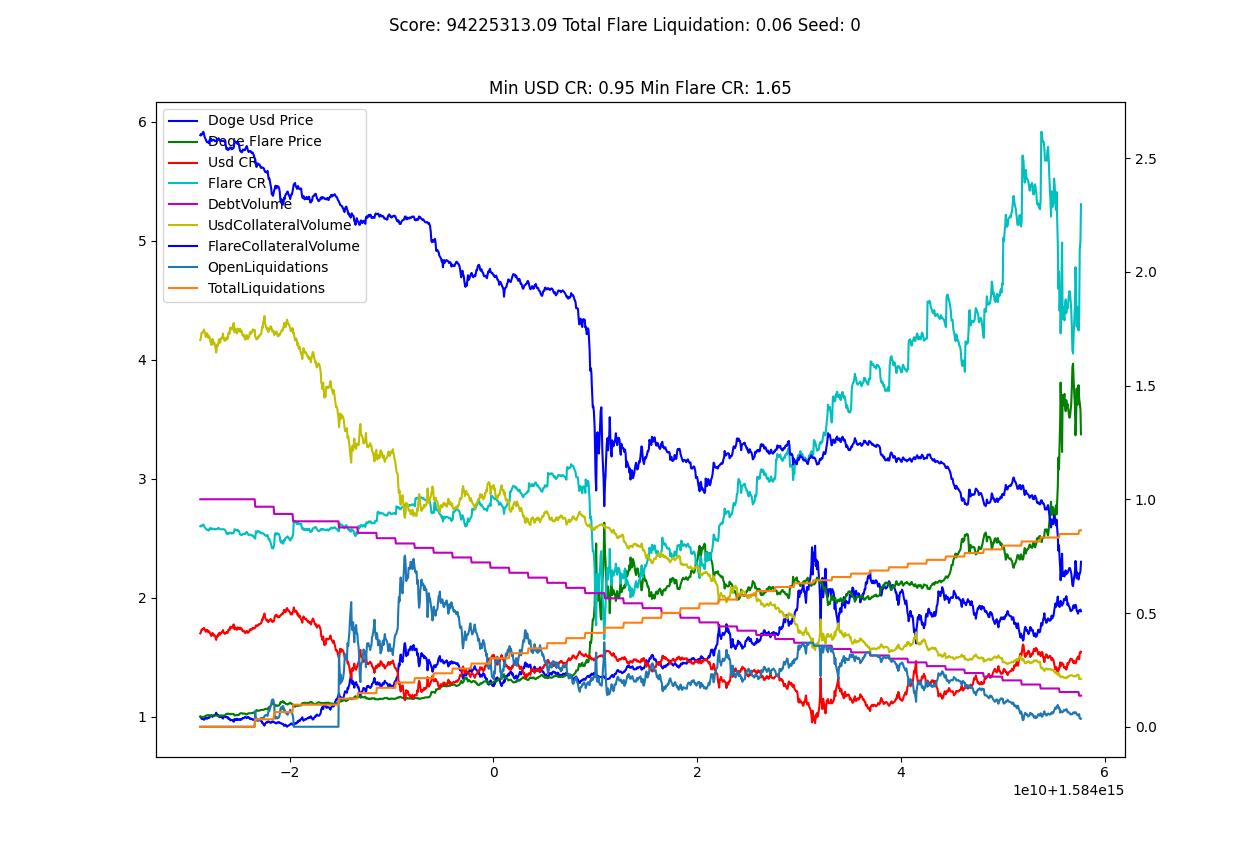 Score: 94225313.09 Total Flare Liquidation: 0.06 Seed: 0
Min USD CR: 0.95 Min Flare CR: 1.65
Doge Usd Price
Doge Flare Price
Usd CR
Flare CR
DebtVolume
UsdCollateralVolume
FlareCollateralVolume
OpenLiquidations
TotalLiquidations
6
5
4
3
2
1
2.5
2.0
1.5
1.0
0.5
0.0
−2
0
2
4
6
1e10+1.584e15